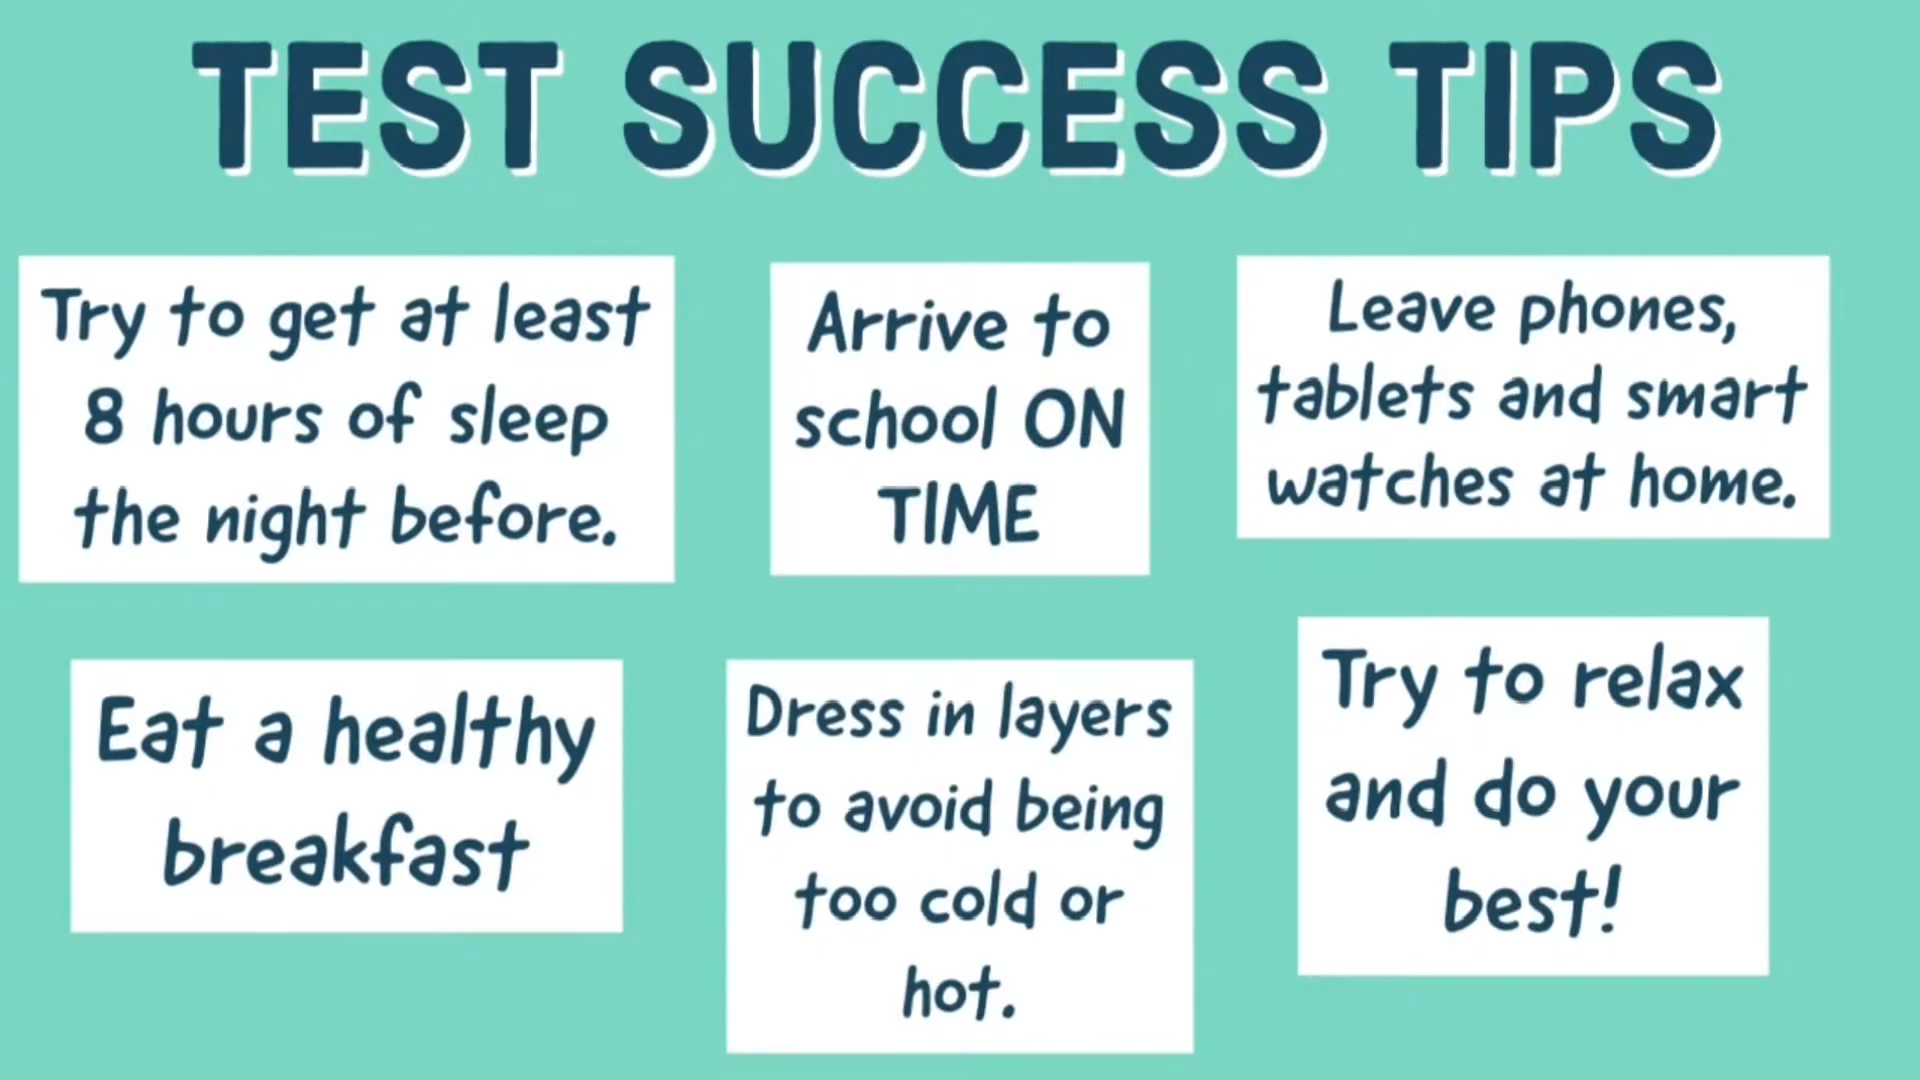 TEST SUCCESS TIPS
Try to get at least
8 hours of sleep
the night before.
Arrive to
school ON
TIME
Leave phones,
tablets and smart
watches at home.
Eat a healthy
breakfast
Dress in layers
to avoid being
too cold or
hot.
Try to relax
and do your
best!